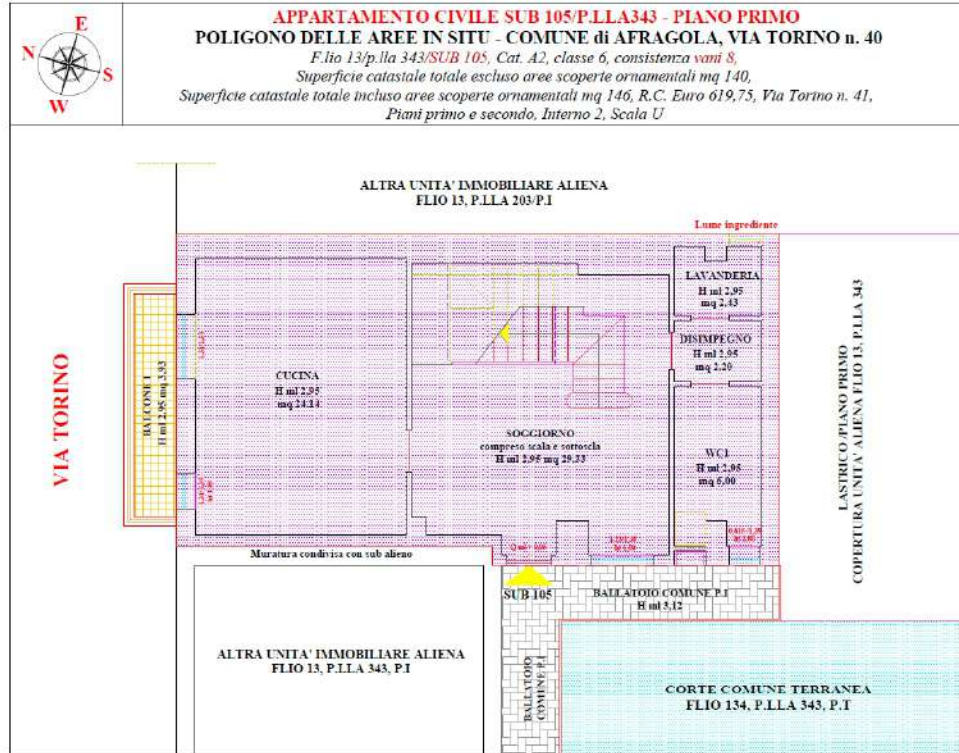 E
N
S
W
APPARTAMENTO CIVILE SUB 105/P.LLA343 - PIANO PRIMO
POLIGONO DELLE AREE IN SITU - COMUNE di AFRAGOLA, VIA TORINO n. 40
F.lio 13/p.lla 343/SUB 105, Cat. A2, classe 6, consistenza vani 8,
Superficie catastale totale escluso aree scoperte ornamentali mq 140,
Superficie catastale totale incluso aree scoperte ornamentali mq 146, R.C. Euro 619,75, Via Torino n. 41,
Piani primo e secondo, Interno 2, Scala U
ALTRA UNITA' IMMOBILIARE ALIENA
FLIO 13, P.LLA 203/P.I
Lume ingrediente
LAVANDERIA
H ml 2,95
mq 2,43
DISIMPEGNO
H ml 2,95
mq 2,20
CUCINA
H ml 2,95
mq 24,14
SOGGIORNO
compreso scala e sottoscla
H ml 2,95 mq 29,33
WC1
H ml 2,95
mq 6,00
VIA TORINO
BALCONE 1
H ml 2,95 mq 3,93
LASTRICO/PIANO PRIMO
COPERTURA UNITA' ALIENA FLIO 13, P.LLA 343
Muratura condivisa con sub alieno
SUB 105
BALLATOIO COMUNE P.I
H ml 3,12
BALLATOIO
COMUNE P.I
ALTRA UNITA' IMMOBILIARE ALIENA
FLIO 13, P.LLA 343, P.I
CORTE COMUNE TERRANEA
FLIO 134, P.LLA 343, P.T